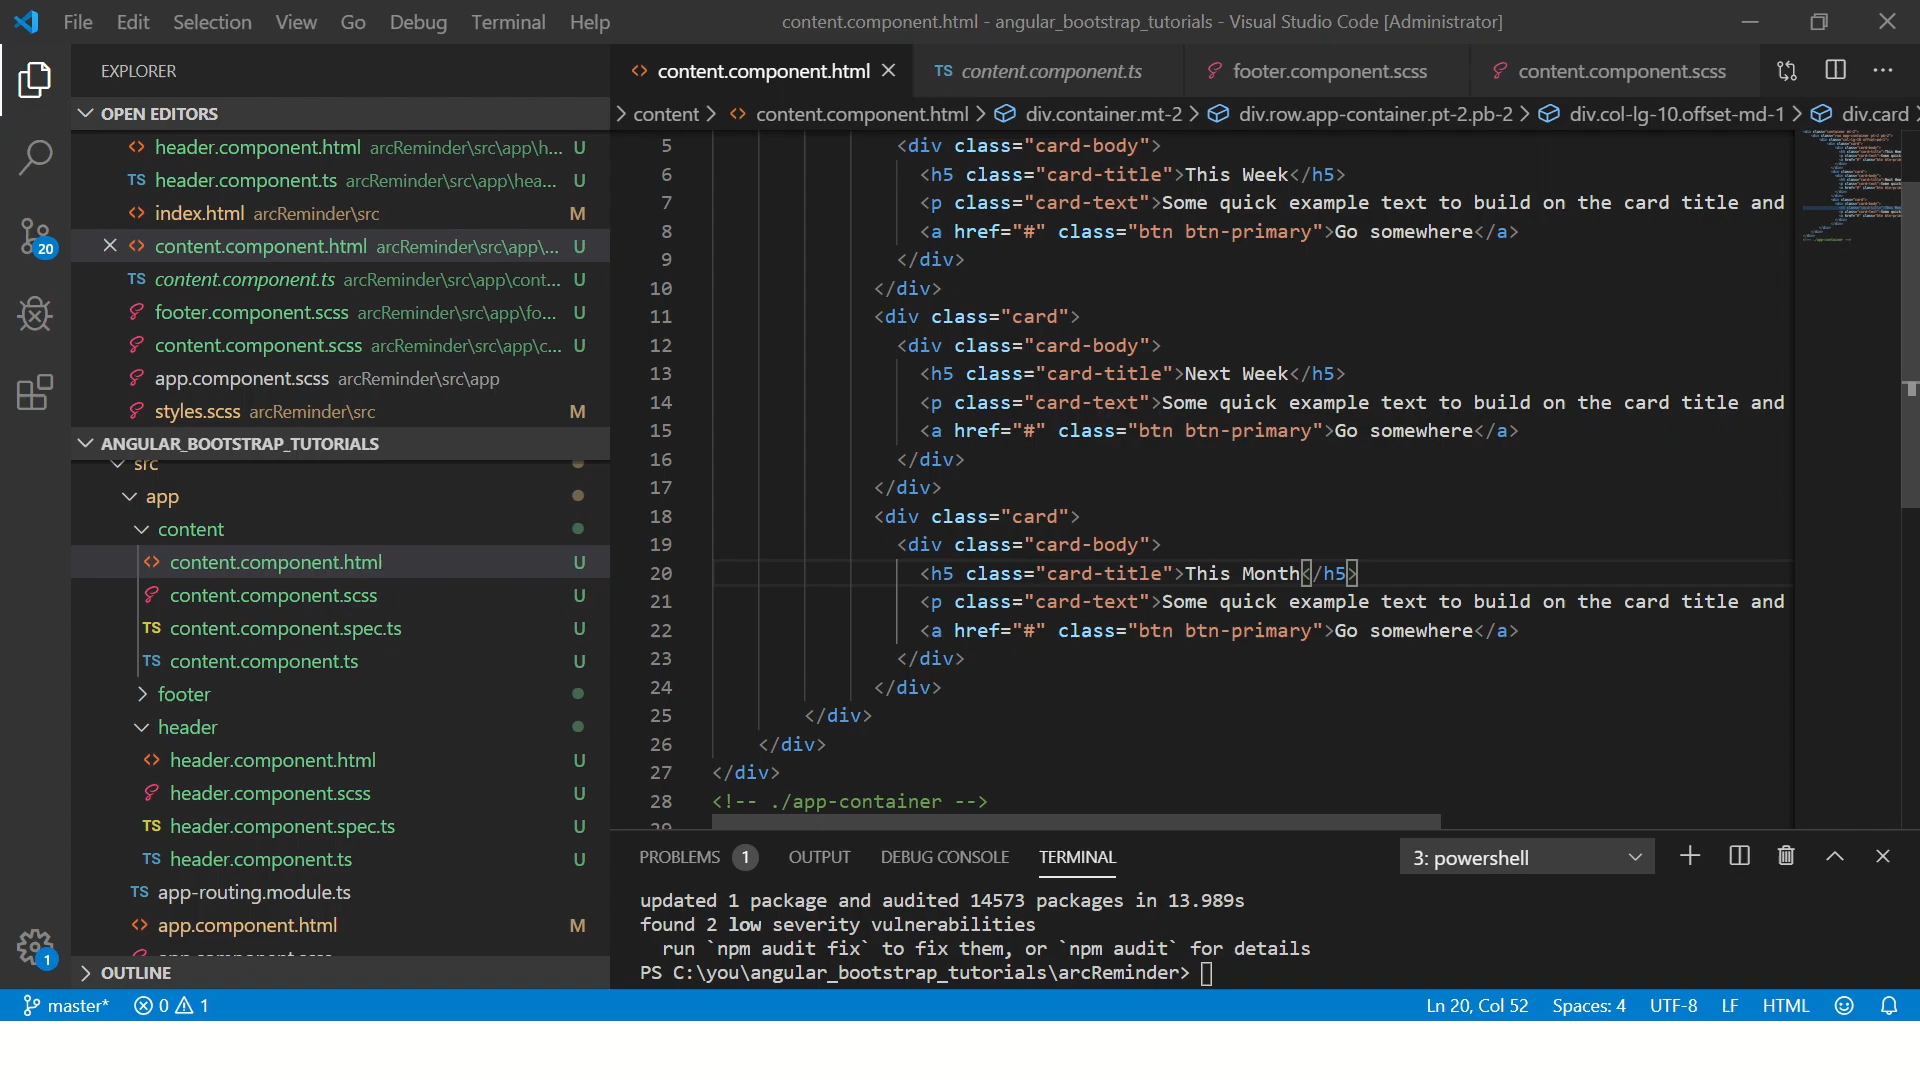 File Edit Selection View Go Debug Terminal Help
content.component.html - angular_bootstrap_tutorials - Visual Studio Code [Administrator]
EXPLORER
OPEN EDITORS
header.component.html arcReminder\src\app\h... U
TS header.component.ts arcReminder\src\app\hea... U
index.html arcReminder\src M
content.component.html arcReminder\src\app\... U
TS content.component.ts arcReminder\src\app\cont... U
footer.component.scss arcReminder\src\app\fo... U
content.component.scss arcReminder\src\app\c... U
app.component.scss arcReminder\src\app
styles.scss arcReminder\src M
ANGULAR_BOOTSTRAP_TUTORIALS
src
app
content
content.component.html U
content.component.scss U
TS content.component.spec.ts U
TS content.component.ts U
footer
header
header.component.html U
header.component.scss U
TS header.component.spec.ts U
TS header.component.ts U
TS app-routing.module.ts
app.component.html M
OUTLINE
20
1
content.component.html
TS content.component.ts
footer.component.scss
content.component.scss
content > content.component.html > div.container.mt-2 > div.row.app-container.pt-2.pb-2 > div.col-lg-10.offset-md-1 > div.card >
5 <div class="card-body">
6 <h5 class="card-title">This Week</h5>
7 <p class="card-text">Some quick example text to build on the card title and
8 <a href="#" class="btn btn-primary">Go somewhere</a>
9 </div>
10 </div>
11 <div class="card">
12 <div class="card-body">
13 <h5 class="card-title">Next Week</h5>
14 <p class="card-text">Some quick example text to build on the card title and
15 <a href="#" class="btn btn-primary">Go somewhere</a>
16 </div>
17 </div>
18 <div class="card">
19 <div class="card-body">
20 <h5 class="card-title">This Month</h5>
21 <p class="card-text">Some quick example text to build on the card title and
22 <a href="#" class="btn btn-primary">Go somewhere</a>
23 </div>
24 </div>
25 </div>
26 </div>
27 </div>
28 <!-- ./app-container -->
29
PROBLEMS 1 OUTPUT DEBUG CONSOLE TERMINAL
3: powershell
updated 1 package and audited 14573 packages in 13.989s
found 2 low severity vulnerabilities
run `npm audit fix` to fix them, or `npm audit` for details
PS C:\you\angular_bootstrap_tutorials\arcReminder>
master* 0 1
Ln 20, Col 52 Spaces: 4 UTF-8 LF HTML